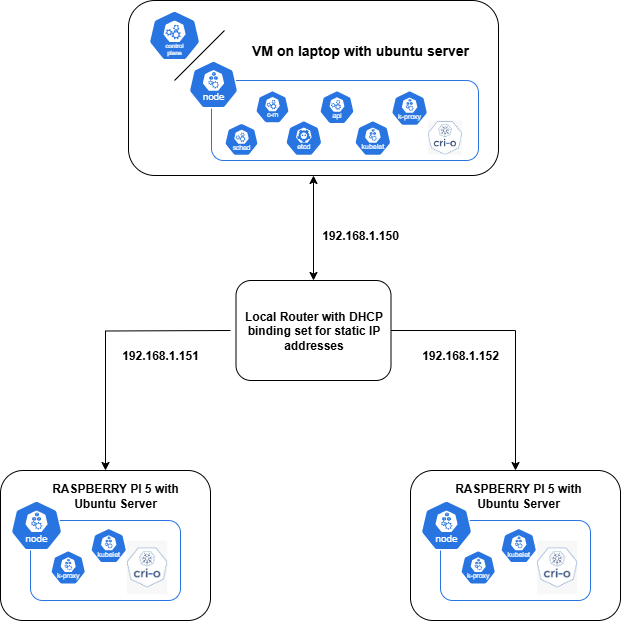 control
plane
VM on laptop with ubuntu server
node
c-m
api
k-proxy
sched
etcd
kubelet
cri-o
192.168.1.150
Local Router with DHCP
binding set for static IP
addresses
192.168.1.151
192.168.1.152
RASPBERRY PI 5 with
Ubuntu Server
node
kubelet
k-proxy
cri-o
RASPBERRY PI 5 with
Ubuntu Server
node
kubelet
k-proxy
cri-o